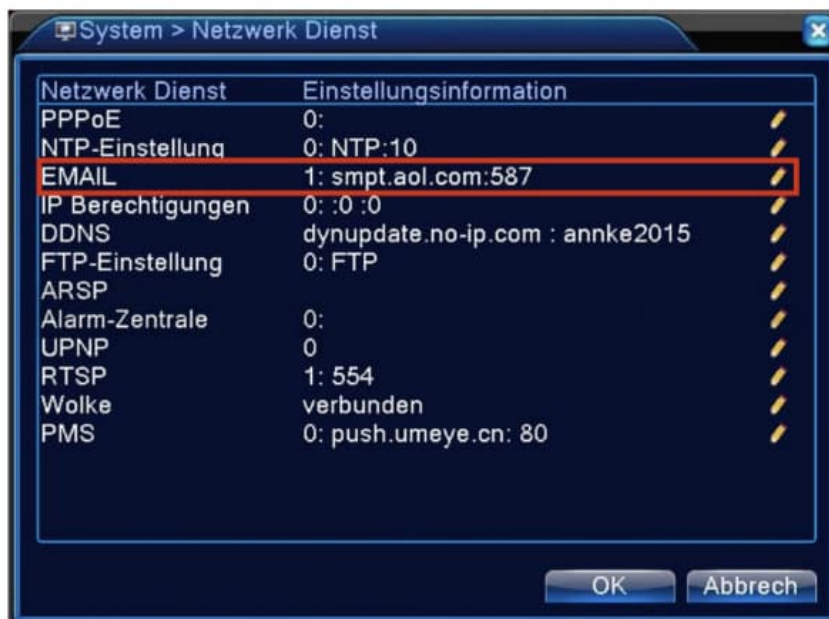 System > Netzwerk Dienst
Netzwerk Dienst Einstellungsinformation
PPPoE 0:
NTP-Einstellung 0: NTP:10
EMAIL 1: smpt.aol.com:587
IP Berechtigungen 0: :0 :0
DDNS dynupdate.no-ip.com : annke2015
FTP-Einstellung 0: FTP
ARSP
Alarm-Zentrale 0:
UPNP 0
RTSP 1: 554
Wolke verbunden
PMS 0: push.umeye.cn: 80
OK Abbrech